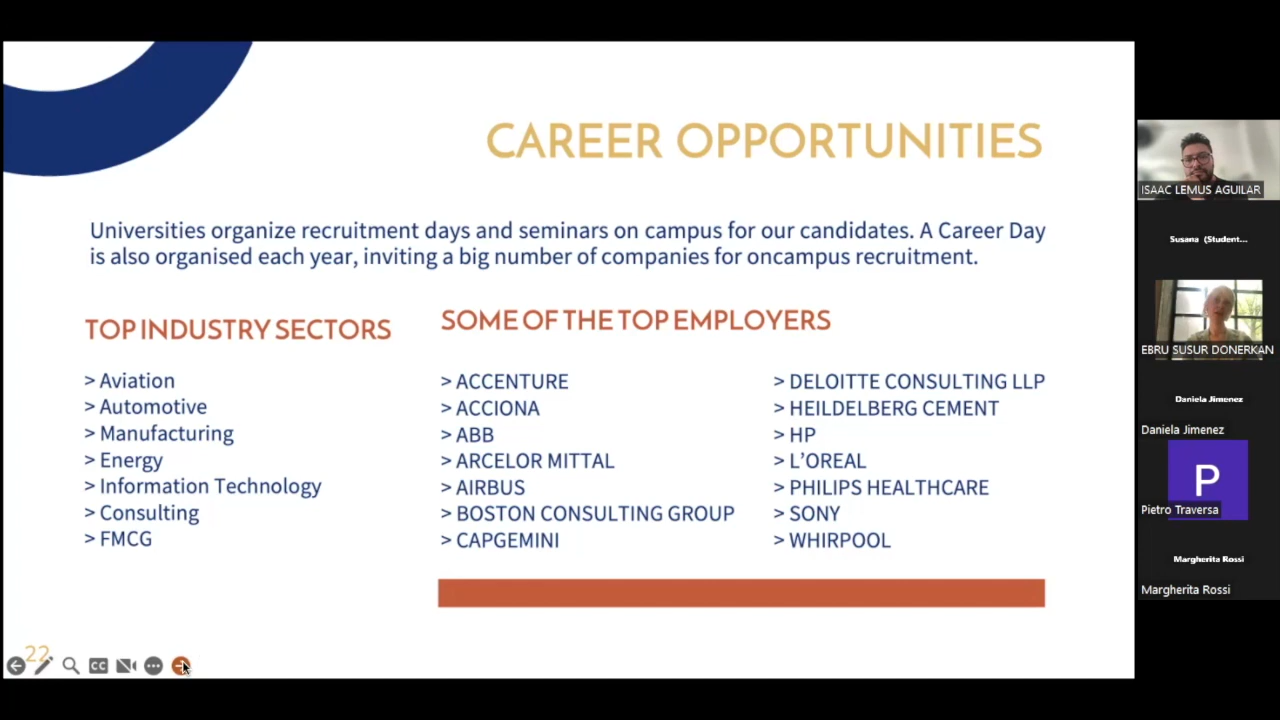 CAREER OPPORTUNITIES
Universities organize recruitment days and seminars on campus for our candidates. A Career Day
is also organised each year, inviting a big number of companies for oncampus recruitment.
TOP INDUSTRY SECTORS
> Aviation
> Automotive
> Manufacturing
> Energy
> Information Technology
> Consulting
> FMCG
SOME OF THE TOP EMPLOYERS
> ACCENTURE
> ACCIONA
> ABB
> ARCELOR MITTAL
> AIRBUS
> BOSTON CONSULTING GROUP
> CAPGEMINI
> DELOITTE CONSULTING LLP
> HEILDELBERG CEMENT
> HP
> L’OREAL
> PHILIPS HEALTHCARE
> SONY
> WHIRPOOL
22
CC
ISAAC LEMUS AGUILAR
Susana (Student...
EBRU SUSUR DONERKAN
Daniela Jimenez
Daniela Jimenez
P
Pietro Traversa
Margherita Rossi
Margherita Rossi